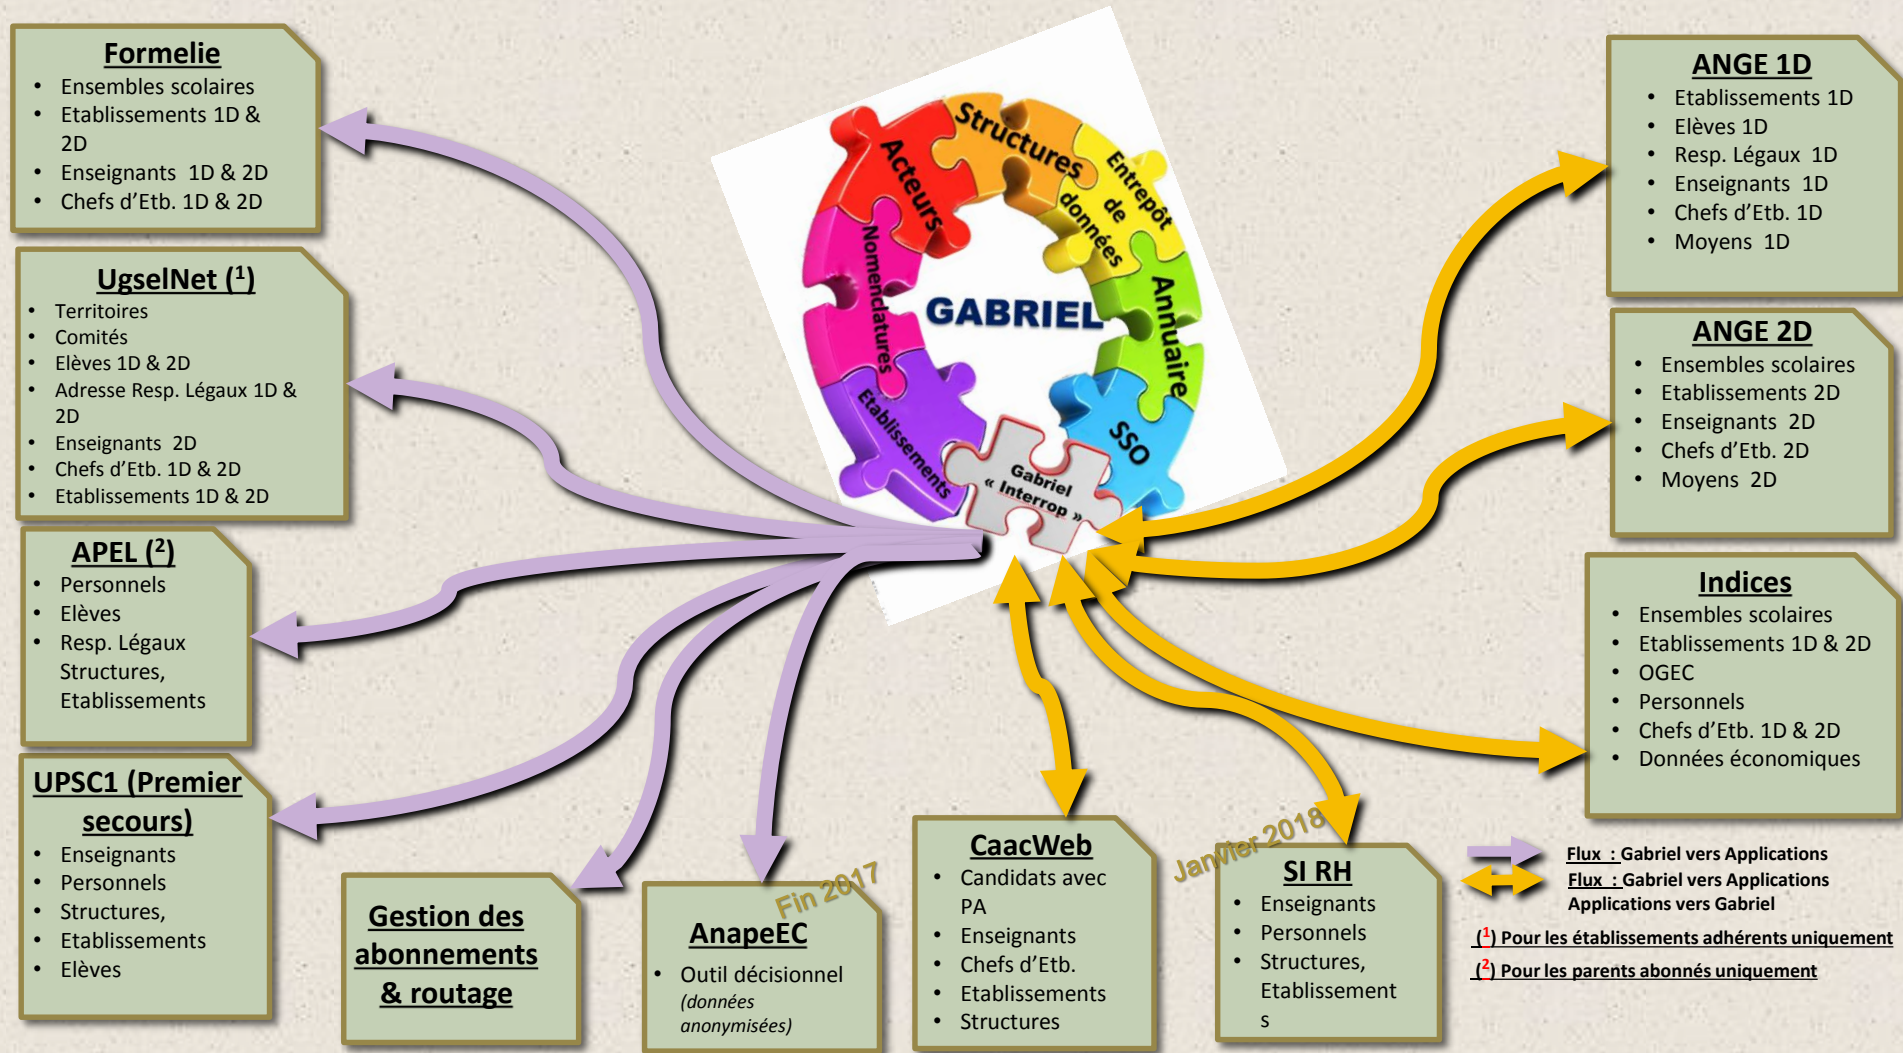 Formelie
• Ensembles scolaires
• Etablissements 1D &
2D
• Enseignants 1D & 2D
• Chefs d'Etb. 1D & 2D
UgselNet (1)
• Territoires
• Comités
• Elèves 1D & 2D
• Adresse Resp. Légaux 1D &
2D
• Enseignants 2D
• Chefs d'Etb. 1D & 2D
• Etablissements 1D & 2D
APEL (2)
• Personnels
• Elèves
• Resp. Légaux
Structures,
Etablissements
UPSC1 (Premier
secours)
• Enseignants
• Personnels
• Structures,
• Etablissements
• Elèves
Gestion des
abonnements
& routage
Fin 2017
AnapeEC
• Outil décisionnel
(données
anonymisées)
CaacWeb
• Candidats avec
PA
• Enseignants
• Chefs d'Etb.
• Etablissements
• Structures
Janvier 2018
SI RH
• Enseignants
• Personnels
• Structures,
Etablissement
s
Acteurs
Structures
Entrepôt
de
données
Nomenclatures
GABRIEL
Annuaire
Etablissements
SSO
Gabriel
« Interrop »
ANGE 1D
• Etablissements 1D
• Elèves 1D
• Resp. Légaux 1D
• Enseignants 1D
• Chefs d'Etb. 1D
• Moyens 1D
ANGE 2D
• Ensembles scolaires
• Etablissements 2D
• Enseignants 2D
• Chefs d'Etb. 2D
• Moyens 2D
Indices
• Ensembles scolaires
• Etablissements 1D & 2D
• OGEC
• Personnels
• Chefs d'Etb. 1D & 2D
• Données économiques
Flux : Gabriel vers Applications
Flux : Gabriel vers Applications
Applications vers Gabriel
(1) Pour les établissements adhérents uniquement
(2) Pour les parents abonnés uniquement